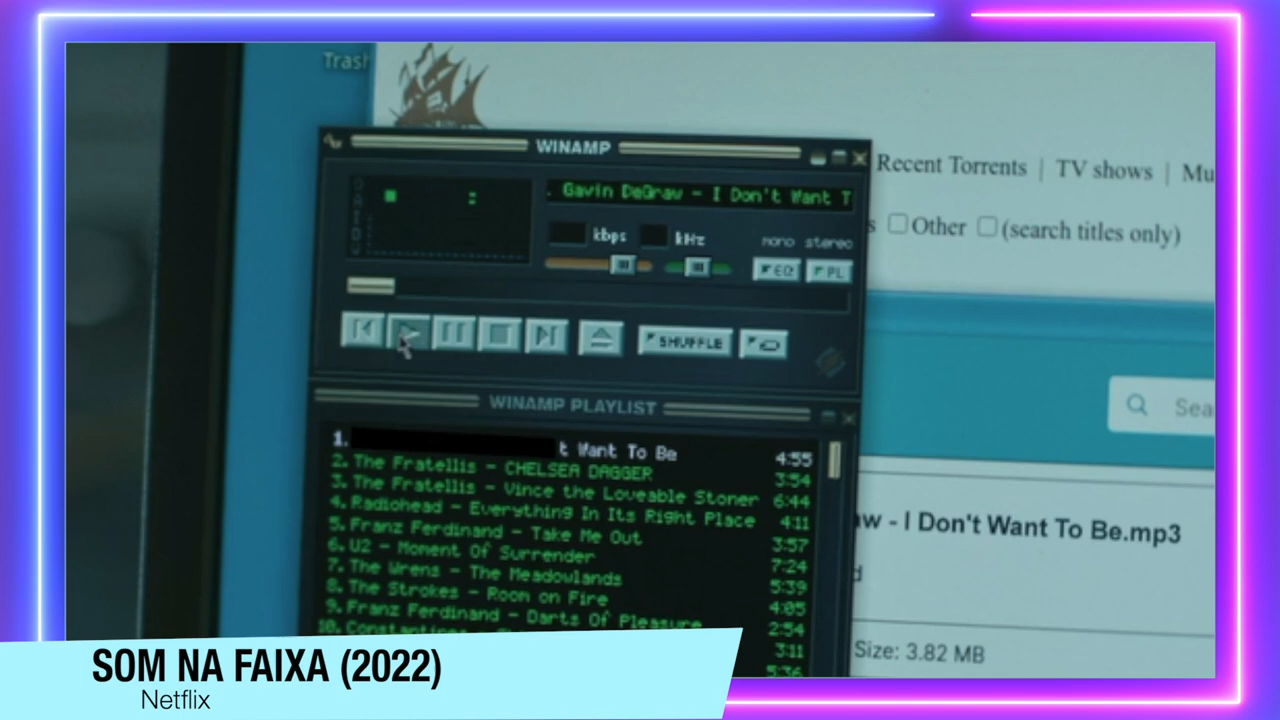 Trash
WINAMP
. Gavin DeGraw - I Don't Want T
kbps
kHz
mono stereo
EQ
PL
SHUFFLE
Recent Torrents | TV shows | Mu
s Other (search titles only)
Sea
WINAMP PLAYLIST
1. t Want To Be 4:55
2. The Fratellis - CHELSEA DAGGER 3:54
3. The Fratellis - Vince the Loveable Stoner 6:44
4. Radiohead - Everything In Its Right Place 4:11
5. Franz Ferdinand - Take Me Out 3:57
6. U2 - Moment Of Surrender 7:24
7. The Wrens - The Meadowlands 5:39
8. The Strokes - Room on Fire 4:05
9. Franz Ferdinand - Darts Of Pleasure 2:54
10. 3:11
5:36
aw - I Don't Want To Be.mp3
d
Size: 3.82 MB
SOM NA FAIXA (2022)
Netflix